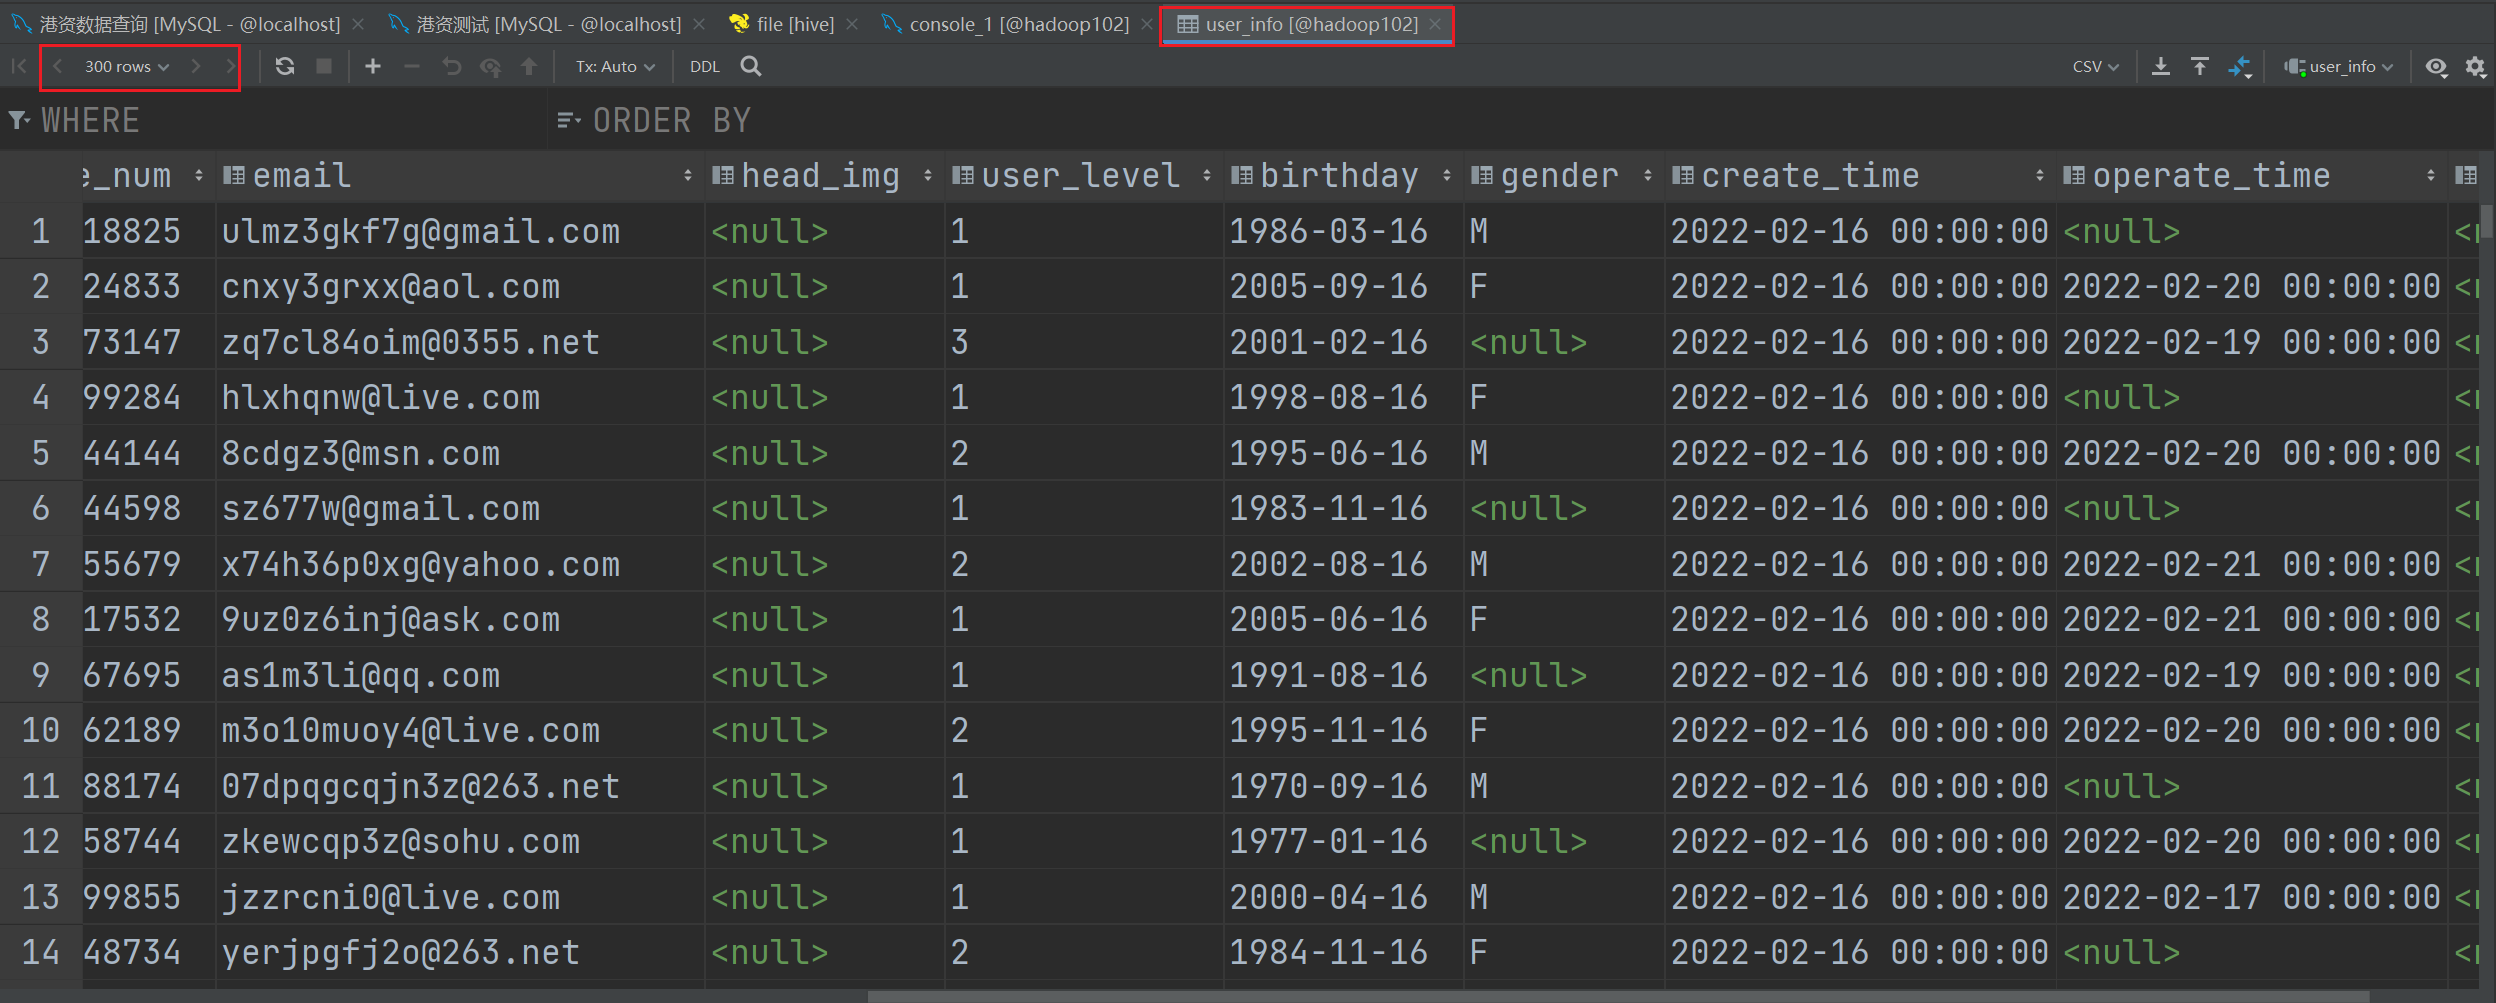 港资数据查询 [MySQL - @localhost] 港资测试 [MySQL - @localhost] file [hive] console_1 [@hadoop102] user_info [@hadoop102]
300 rows Tx: Auto DDL CSV user_info
WHERE ORDER BY
e_num email head_img user_level birthday gender create_time operate_time
1 18825 ulmz3gkf7g@gmail.com <null> 1 1986-03-16 M 2022-02-16 00:00:00 <null>
2 24833 cnxy3grxx@aol.com <null> 1 2005-09-16 F 2022-02-16 00:00:00 2022-02-20 00:00:00
3 73147 zq7cl84oim@0355.net <null> 3 2001-02-16 <null> 2022-02-16 00:00:00 2022-02-19 00:00:00
4 99284 hlxhqnw@live.com <null> 1 1998-08-16 F 2022-02-16 00:00:00 <null>
5 44144 8cdgz3@msn.com <null> 2 1995-06-16 M 2022-02-16 00:00:00 2022-02-20 00:00:00
6 44598 sz677w@gmail.com <null> 1 1983-11-16 <null> 2022-02-16 00:00:00 <null>
7 55679 x74h36p0xg@yahoo.com <null> 2 2002-08-16 M 2022-02-16 00:00:00 2022-02-21 00:00:00
8 17532 9uz0z6inj@ask.com <null> 1 2005-06-16 F 2022-02-16 00:00:00 2022-02-21 00:00:00
9 67695 as1m3li@qq.com <null> 1 1991-08-16 <null> 2022-02-16 00:00:00 2022-02-19 00:00:00
10 62189 m3o10muoy4@live.com <null> 2 1995-11-16 F 2022-02-16 00:00:00 2022-02-20 00:00:00
11 88174 07dpqgcqjn3z@263.net <null> 1 1970-09-16 M 2022-02-16 00:00:00 <null>
12 58744 zkewcqp3z@sohu.com <null> 1 1977-01-16 <null> 2022-02-16 00:00:00 2022-02-20 00:00:00
13 99855 jzzrcni0@live.com <null> 1 2000-04-16 M 2022-02-16 00:00:00 2022-02-17 00:00:00
14 48734 yerjpgfj2o@263.net <null> 2 1984-11-16 F 2022-02-16 00:00:00 <null>